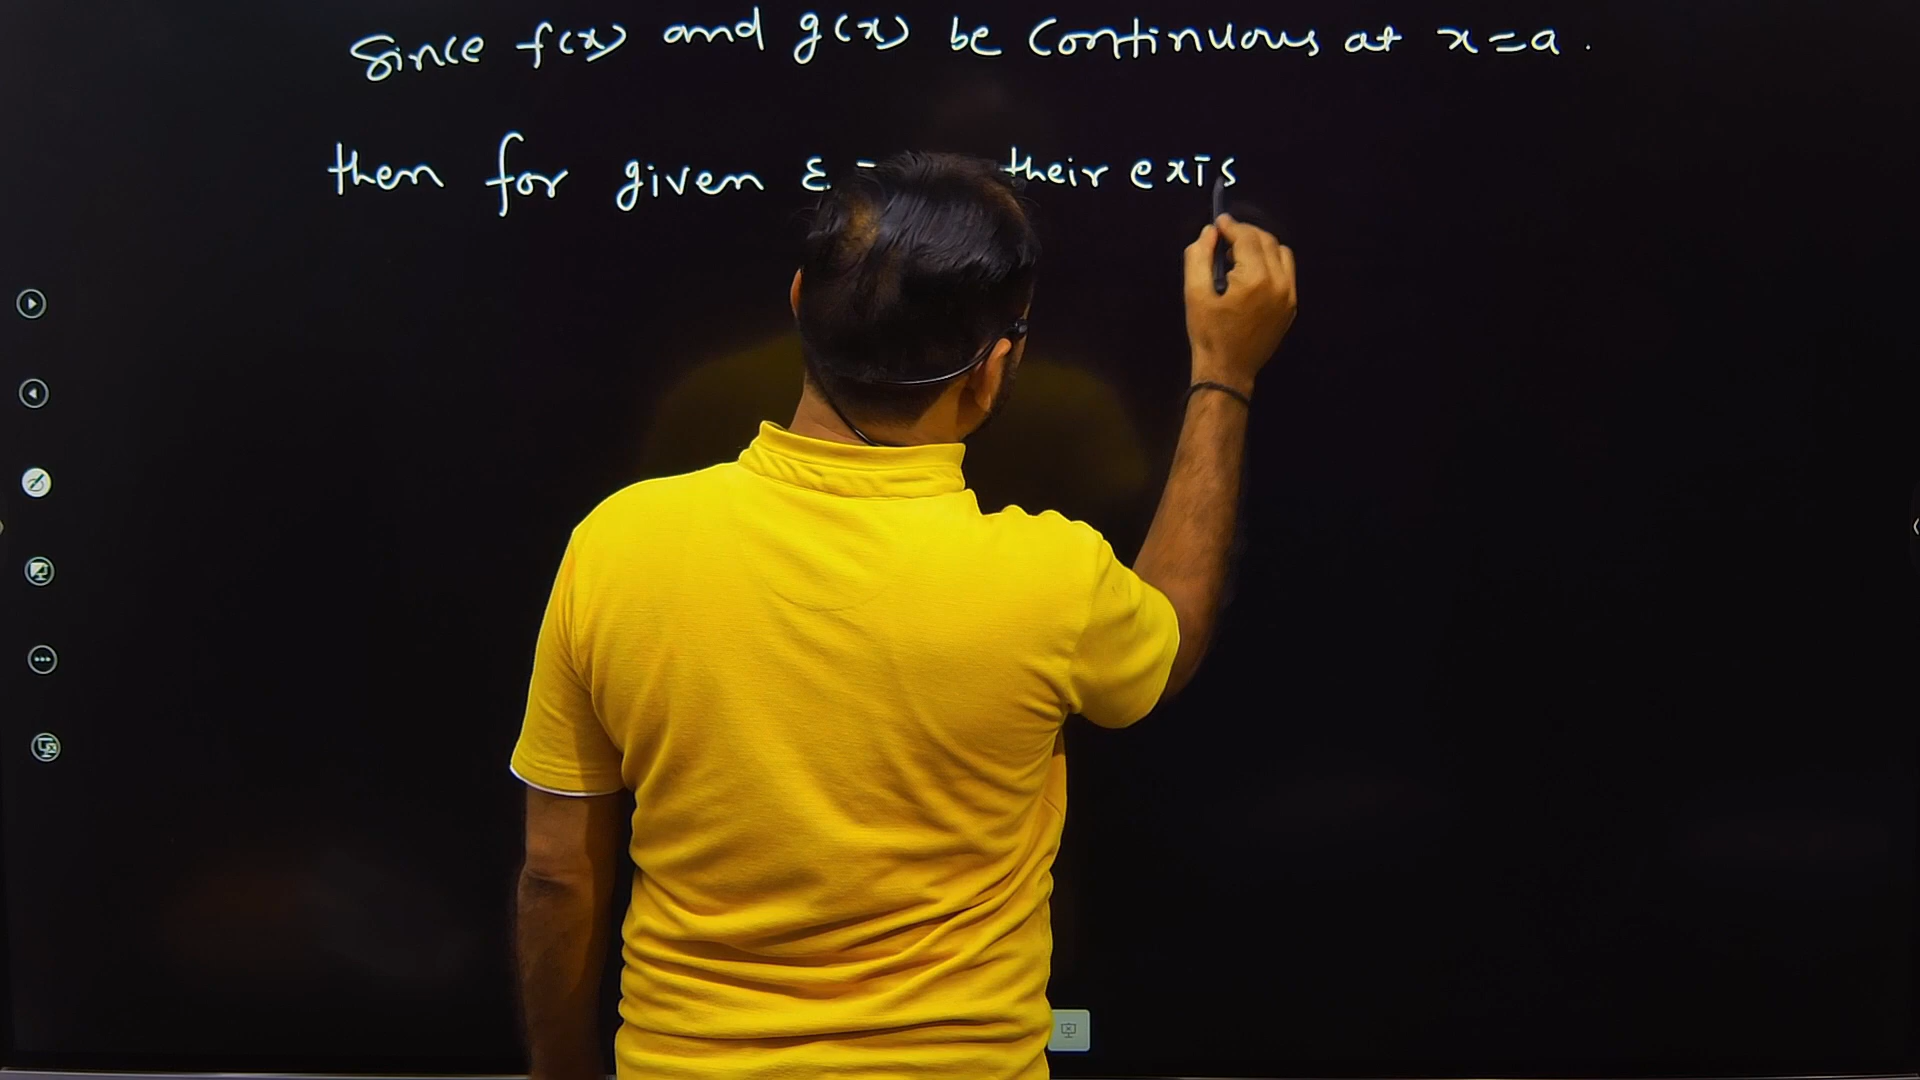 Since f(x) and g(x) be continuous at x=a.
then for given ε their exis